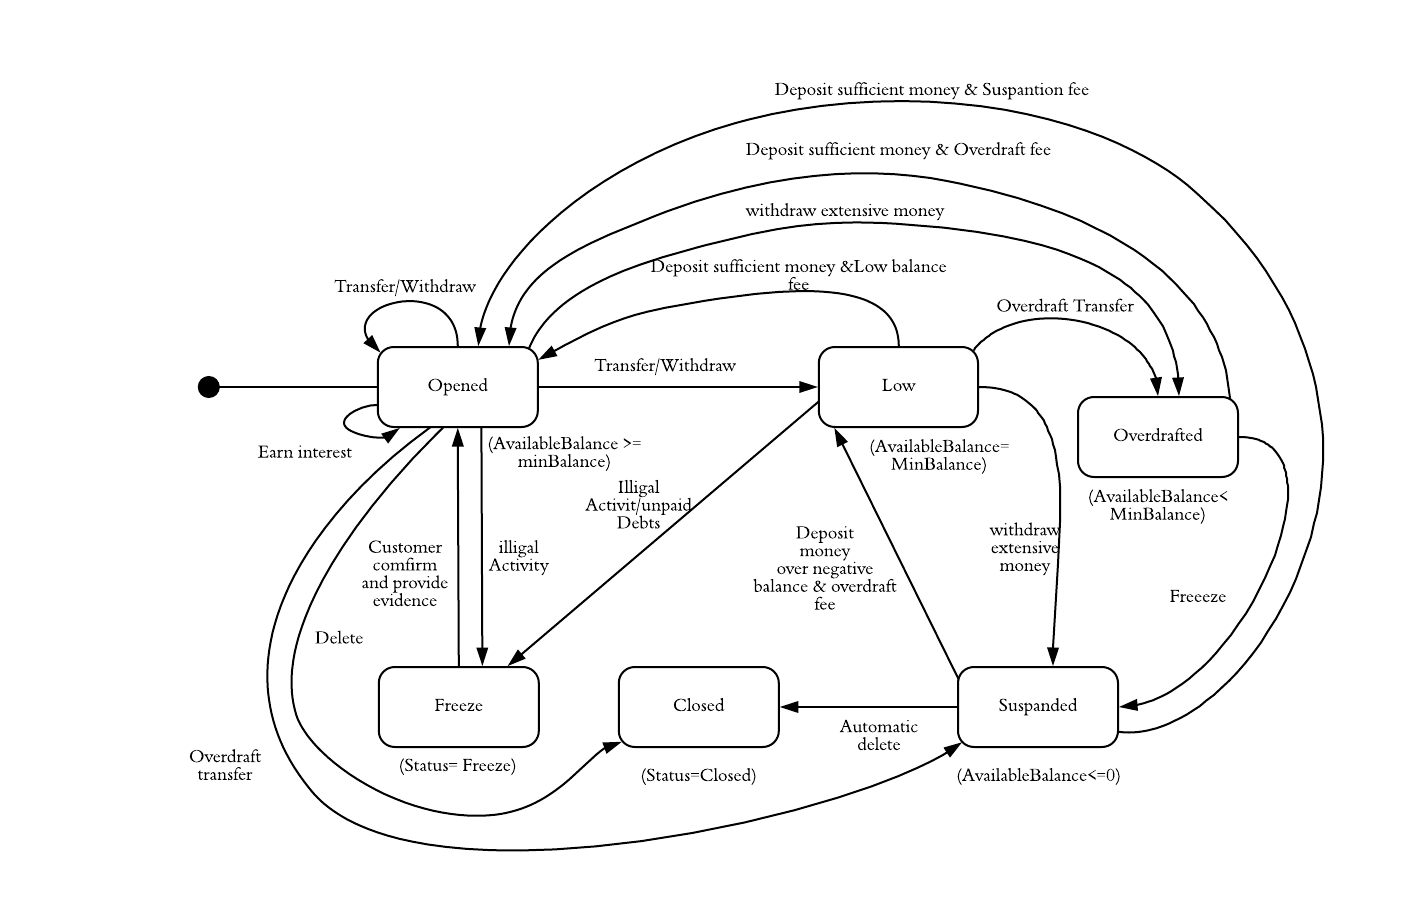 Deposit sufficient money & Suspantion fee
Deposit sufficient money & Overdraft fee
withdraw extensive money
Deposit sufficient money &Low balance
fee
Transfer/Withdraw
Overdraft Transfer
Transfer/Withdraw
Opened
Low
Overdrafted
Earn interest
(AvailableBalance >=
minBalance)
(AvailableBalance=
MinBalance)
(AvailableBalance<
MinBalance)
Illigal
Activit/unpaid
Debts
Customer
comfirm
and provide
evidence
illigal
Activity
Deposit
money
over negative
balance & overdraft
fee
withdraw
extensive
money
Freeeze
Delete
Freeze
Closed
Suspanded
Overdraft
transfer
Automatic
delete
(Status= Freeze)
(Status=Closed)
(AvailableBalance<=0)